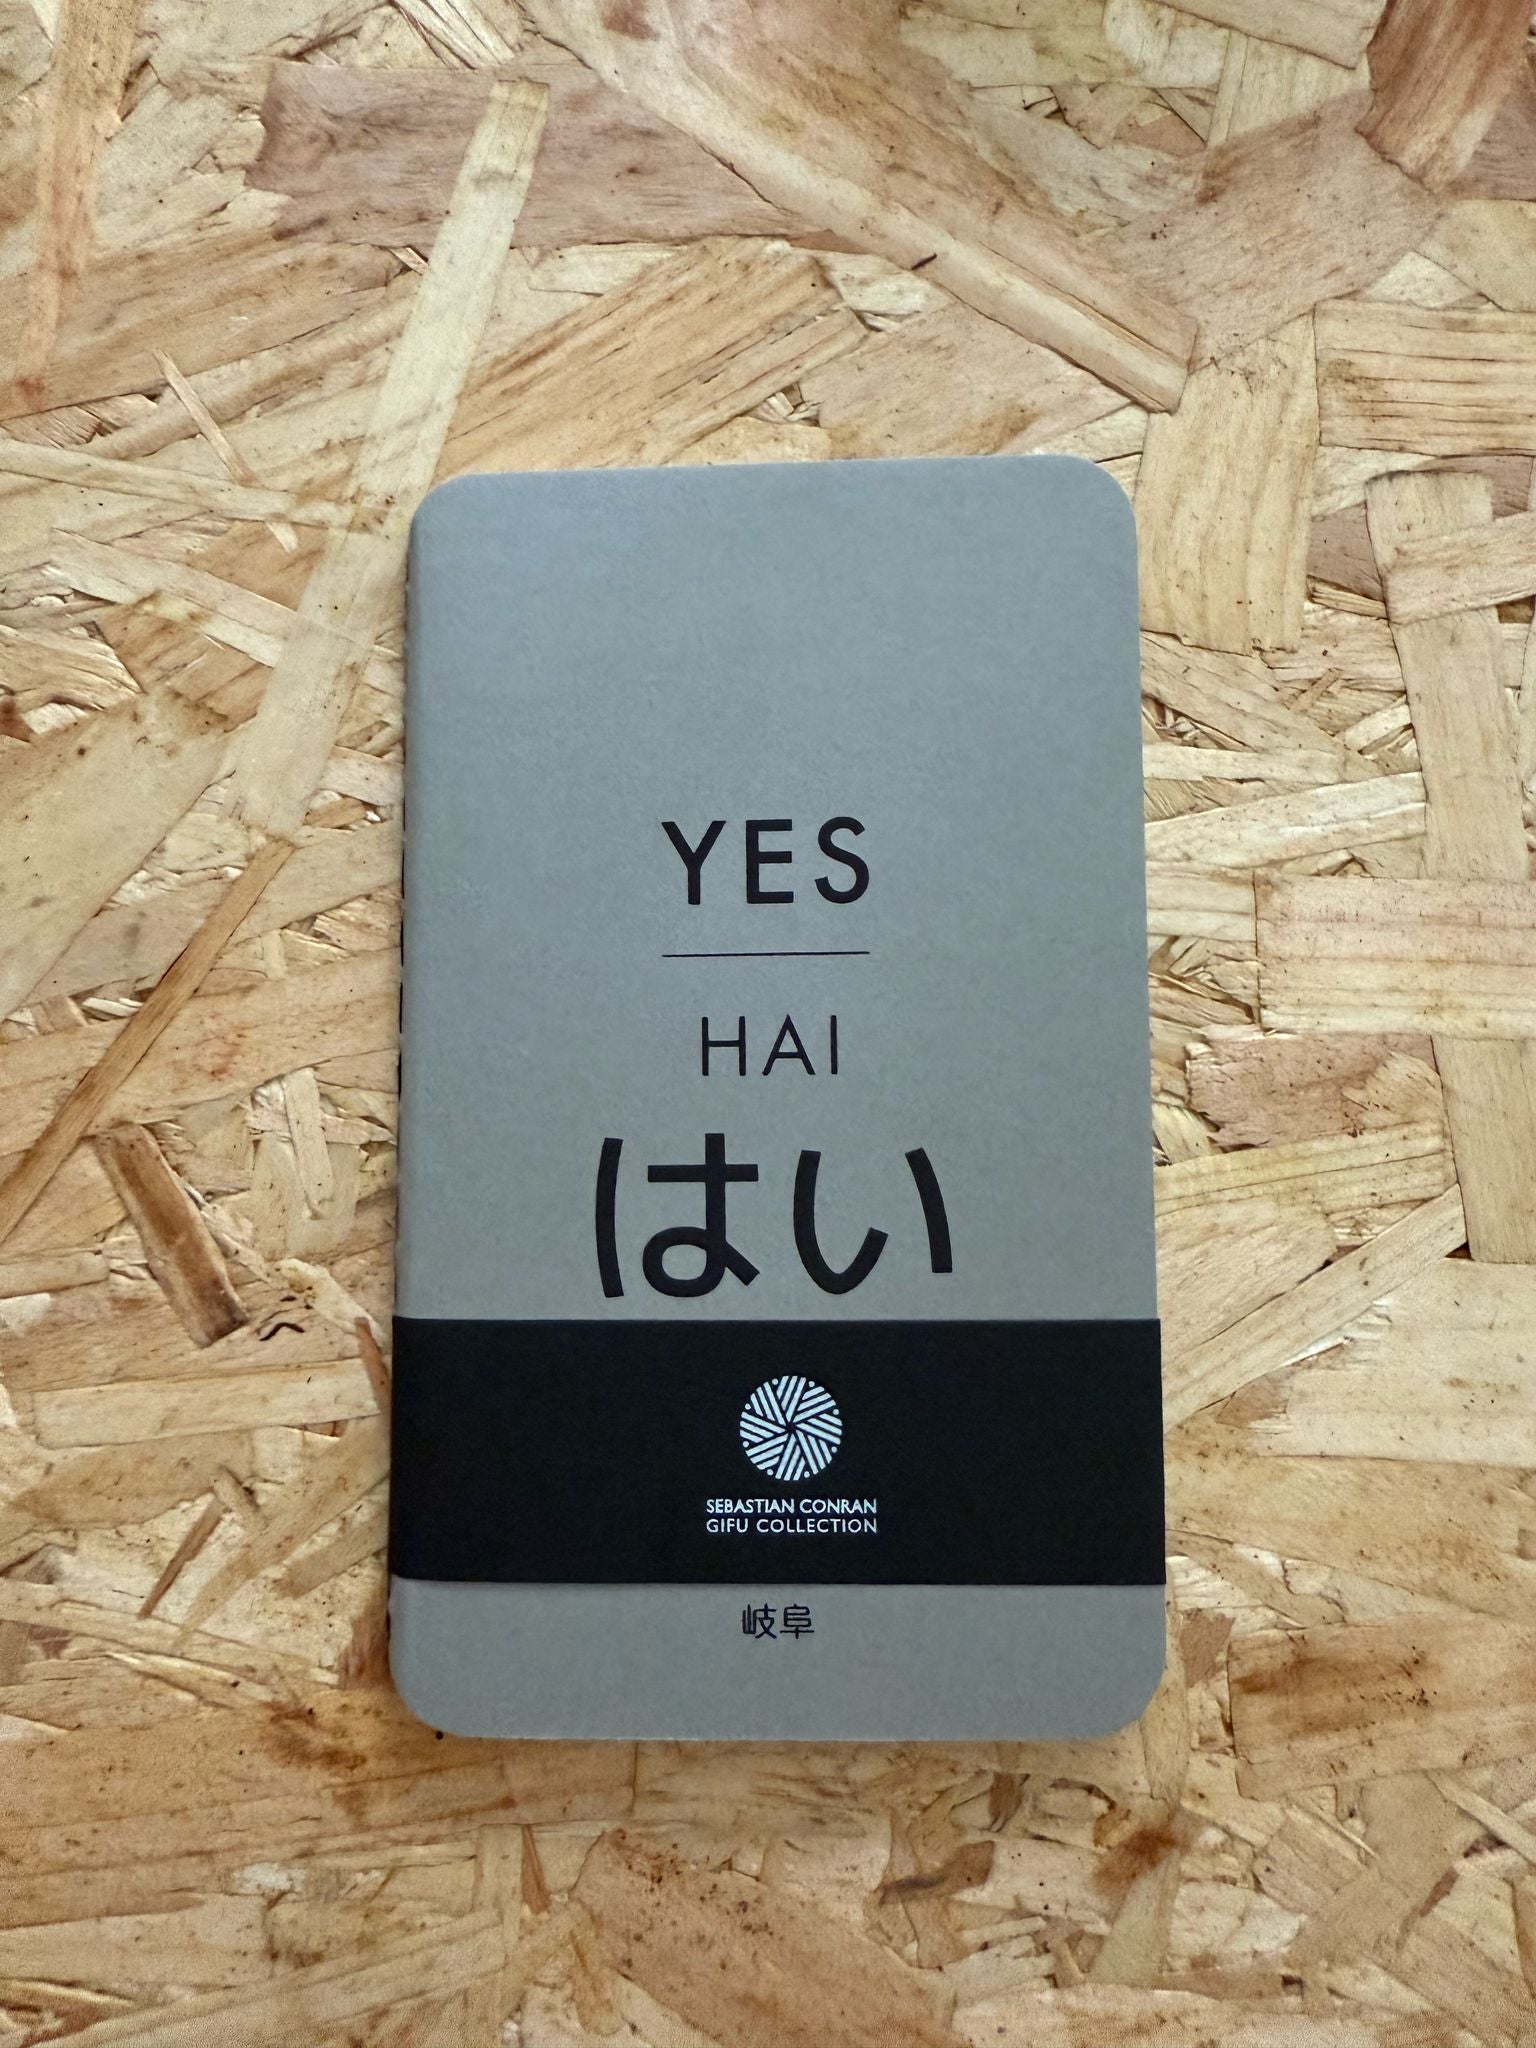 YES
HAI
はい
SEBASTIAN CONRAN
GIFU COLLECTION
岐阜